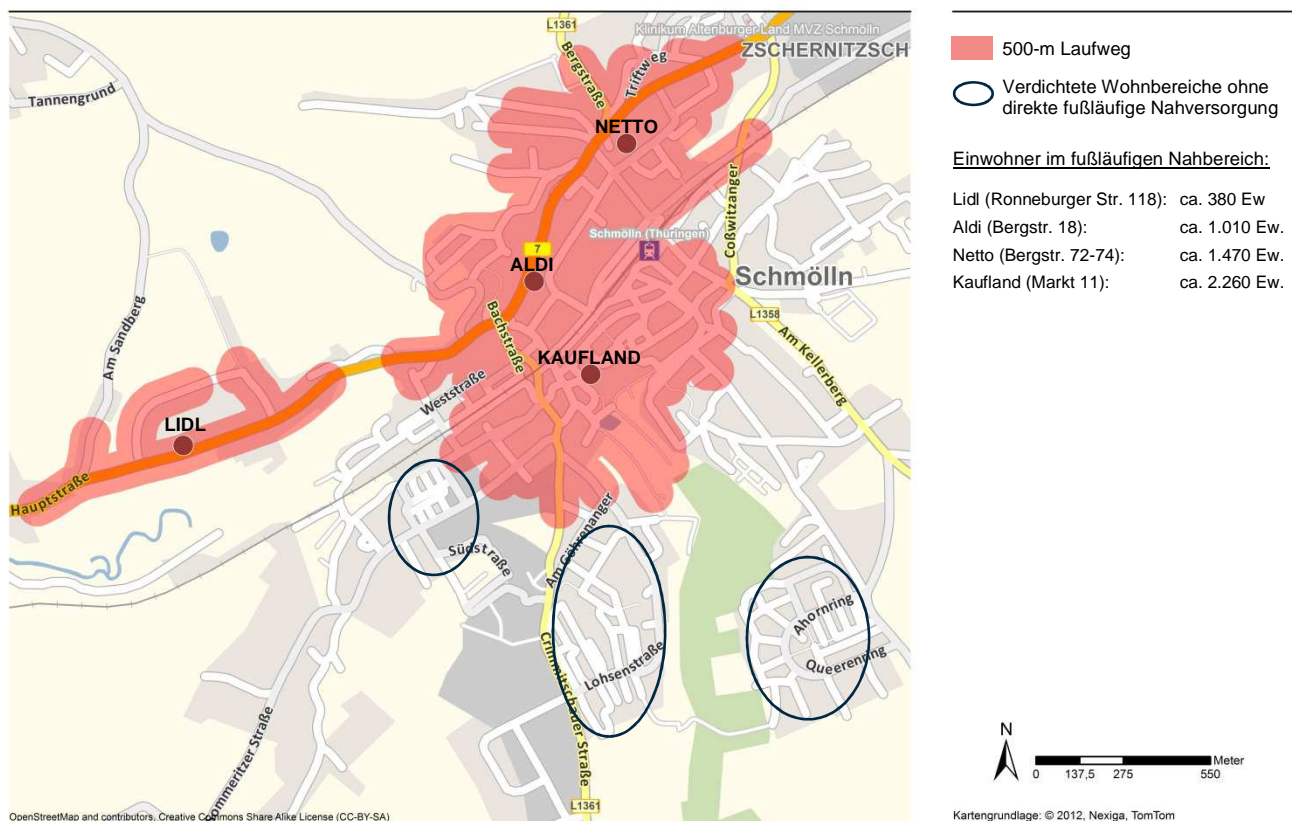 L1361
Klinikum Altenburger Land MVZ Schmölln
ZSCHERNITZSCH
Bergstraße
Triftweg
Tannengrund
NETTO
Coßwitzanger
Schmölln (Thüringen)
7
ALDI
Schmölln
Am Sandberg
Bachstraße
L1358
Am Kellerberg
KAUFLAND
Weststraße
LIDL
Hauptstraße
Am Göhrenanger
Südstraße
Ahornring
Queerenring
Lohsenstraße
Crimmitschauer Straße
Sommeritzer Straße
L1361
OpenStreetMap and contributors, Creative Commons Share Alike License (CC-BY-SA)
500-m Laufweg
Verdichtete Wohnbereiche ohne
direkte fußläufige Nahversorgung
Einwohner im fußläufigen Nahbereich:
Lidl (Ronneburger Str. 118): ca. 380 Ew
Aldi (Bergstr. 18): ca. 1.010 Ew.
Netto (Bergstr. 72-74): ca. 1.470 Ew.
Kaufland (Markt 11): ca. 2.260 Ew.
N
Meter
0 137,5 275 550
Kartengrundlage: © 2012, Nexiga, TomTom